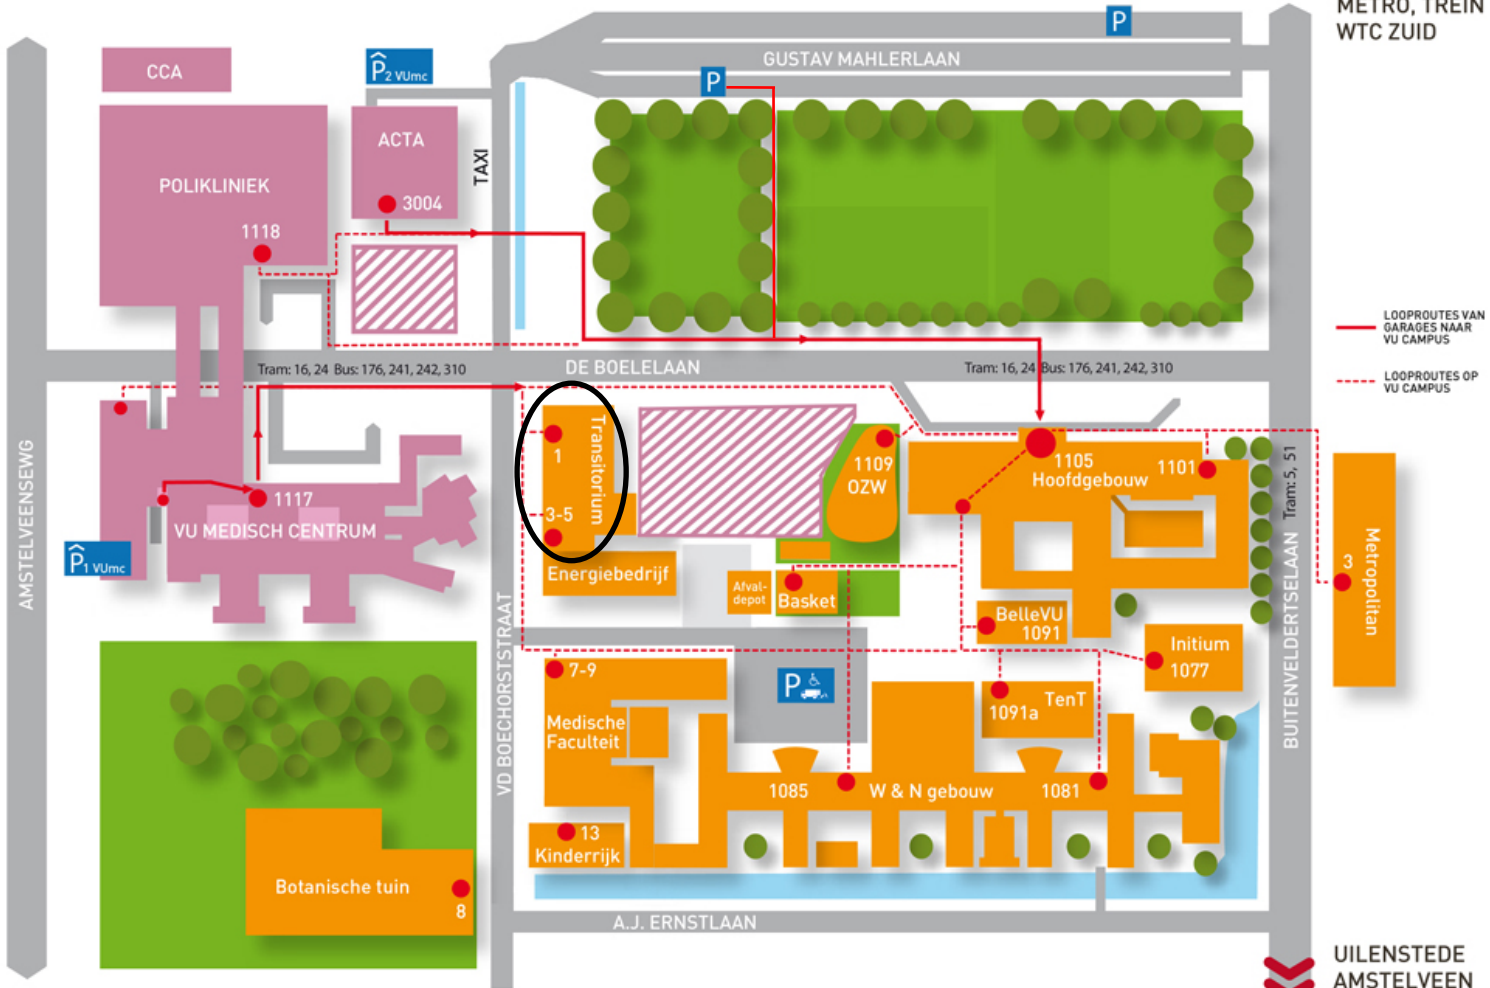 METRO, TREIN
WTC ZUID
CCA
P2 VUmc
P
GUSTAV MAHLERLAAN
P
ACTA
TAXI
POLIKLINIEK
3004
1118
LOOPROUTES VAN
GARAGES NAAR
VU CAMPUS
LOOPROUTES OP
VU CAMPUS
Tram: 16, 24 Bus: 176, 241, 242, 310
DE BOELELAAN
Tram: 16, 24 Bus: 176, 241, 242, 310
AMSTELVEENSEWG
Transitorium
1
3-5
1109
OZW
1105
Hoofdgebouw
1101
Tram: 5, 51
BUITENVELDERTSELAAN
Metropolitan
3
1117
VU MEDISCH CENTRUM
P1 VUmc
Energiebedrijf
Afval-
depot
Basket
BelleVU
1091
Initium
1077
VD BOECHORSTSTRAAT
7-9
Medische
Faculteit
P
1091a
TenT
1085
W & N gebouw
1081
13
Kinderrijk
Botanische tuin
8
A.J. ERNSTLAAN
UILENSTEDE
AMSTELVEEN